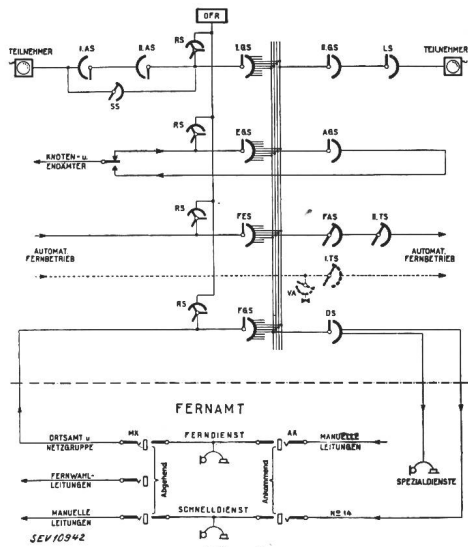 OFR
RS
TEILNEHMER
I.AS
II.AS
I.GS
II.GS
LS
TEILNEHMER
SS
RS
EGS
AGS
KNOTEN- u.
ENDÄMTER
RS
FES
FAS
II.TS
AUTOMAT.
FERNBETRIEB
AUTOMAT.
FERNBETRIEB
I.TS
VA
RS
FGS
DS
FERNAMT
ORTSAMT u
NETZGRUPPE
MK
FERNDIENST
AK
MANUELLE
LEITUNGEN
FERNWAHL-
LEITUNGEN
Abgehend
Ankommend
SPEZIALDIENSTE
MANUELLE
LEITUNGEN
SCHNELLDIENST
No 14
SEV10942